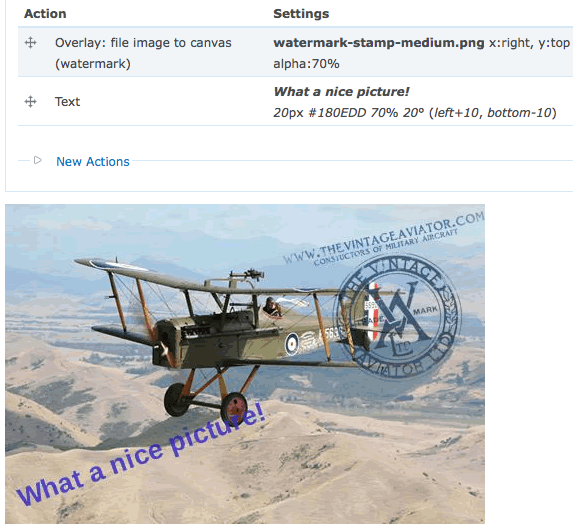 Action Settings
Overlay: file image to canvas watermark-stamp-medium.png x:right, y:top
(watermark) alpha:70%
Text What a nice picture!
20px #180EDD 70% 20° (left+10, bottom-10)
New Actions
WWW.THEVINTAGEAVIATOR.COM
CONSTUCTORS OF MILITARY AIRCRAFT
THE VINTAGE
TRADE MARK
AVIATOR LTD
What a nice picture!